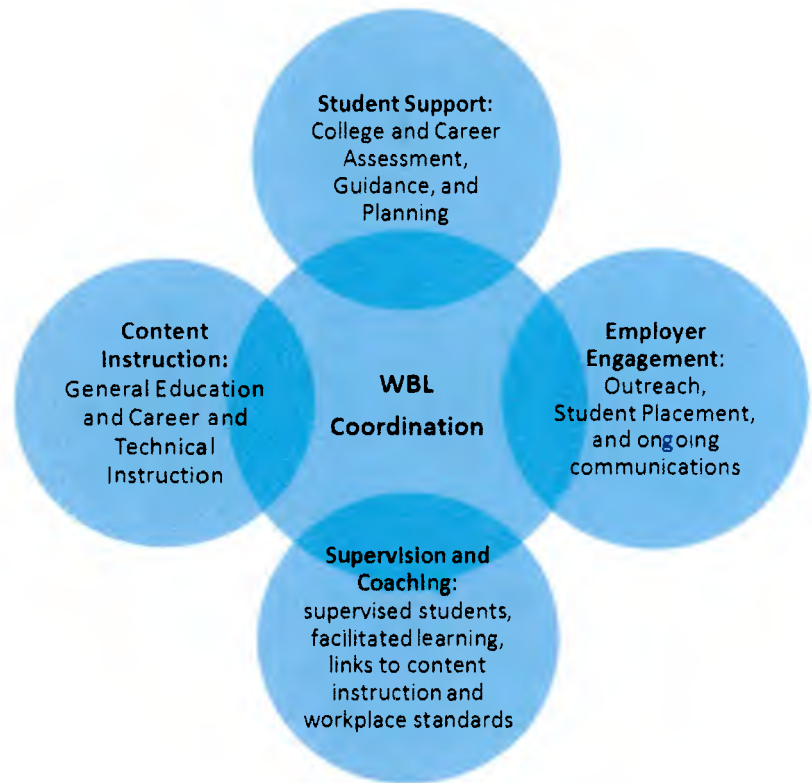 Student Support:
College and Career
Assessment,
Guidance, and
Planning
Content
Instruction:
General Education
and Career and
Technical
Instruction
WBL
Coordination
Employer
Engagement:
Outreach,
Student Placement,
and ongoing
communications
Supervision and
Coaching:
supervised students,
facilitated learning,
links to content
instruction and
workplace standards